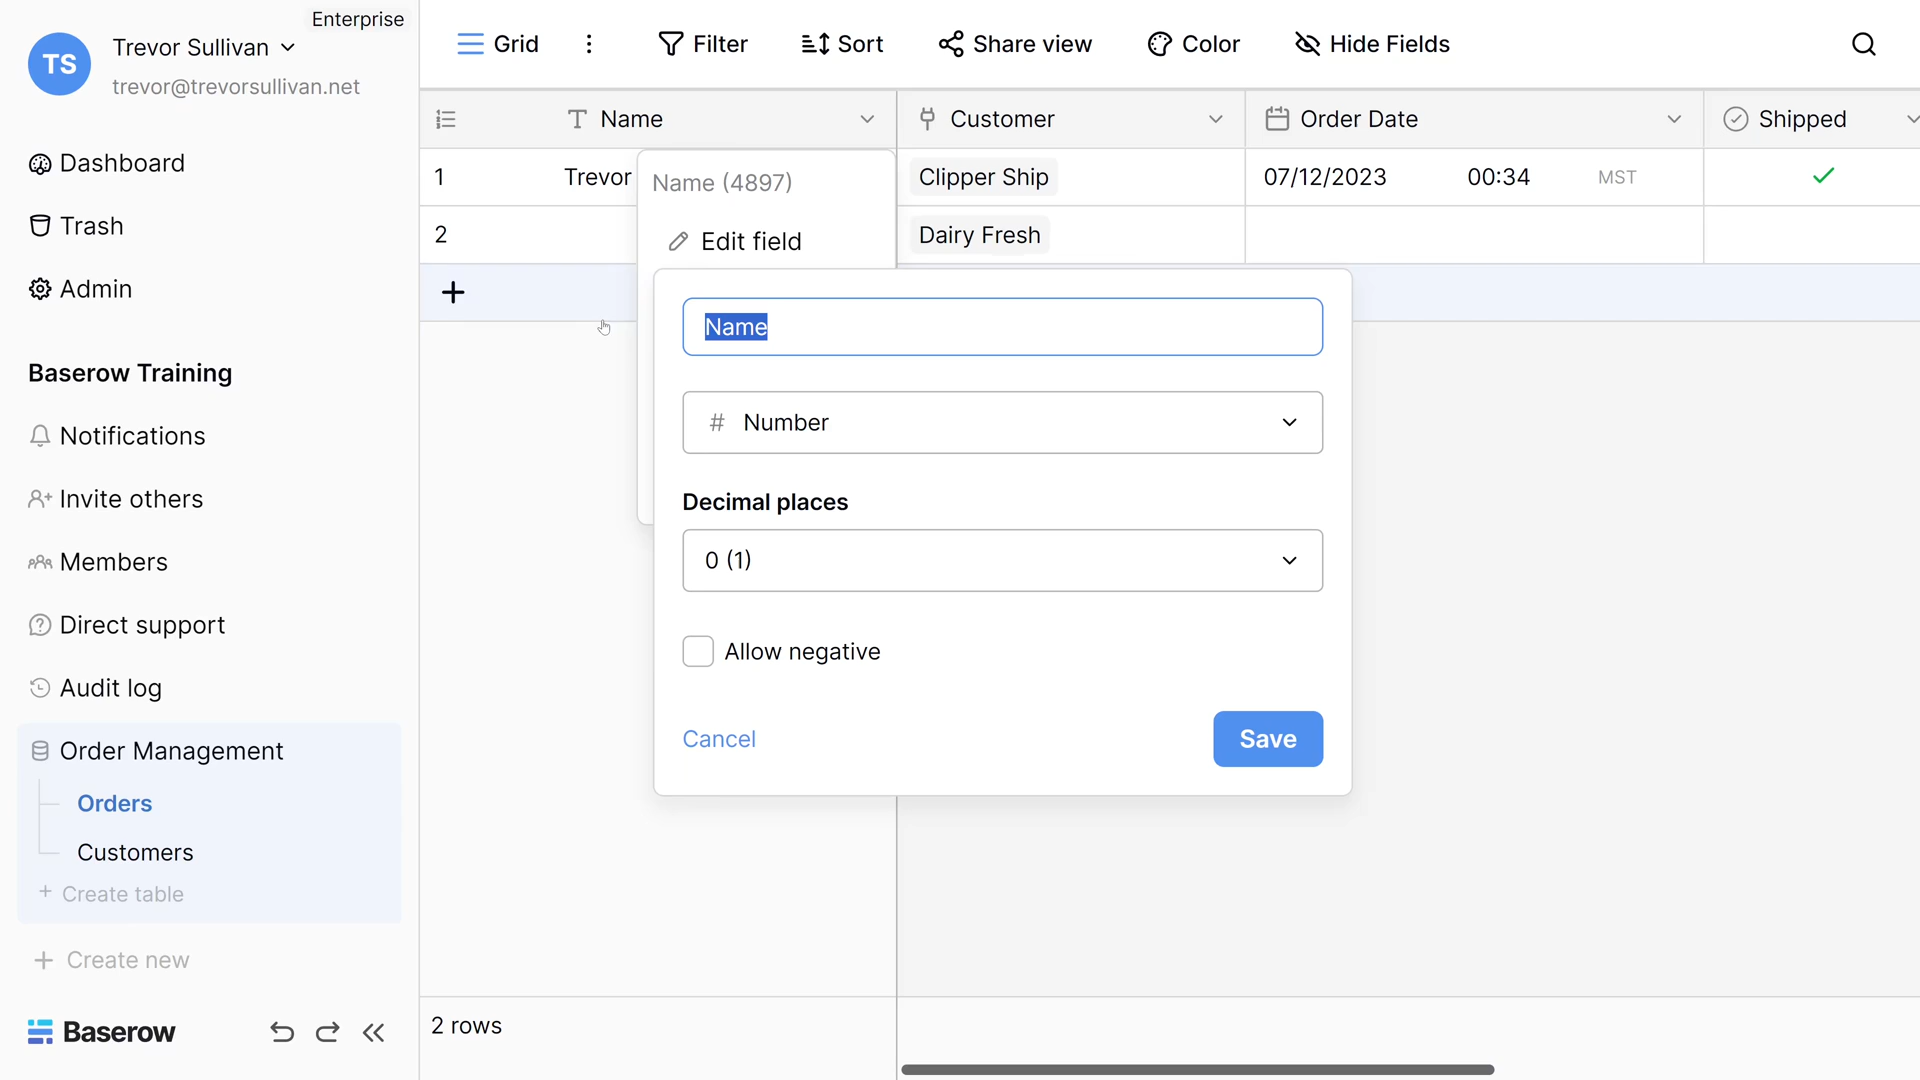 Enterprise
TS
Trevor Sullivan
trevor@trevorsullivan.net
Dashboard
Trash
Admin
Baserow Training
Notifications
Invite others
Members
Direct support
Audit log
Order Management
Orders
Customers
+ Create table
+ Create new
Baserow
Grid
Filter
Sort
Share view
Color
Hide Fields
Name
Customer
Order Date
Shipped
1
Trevor
Clipper Ship
07/12/2023
00:34
MST
2
Dairy Fresh
+
Name (4897)
Edit field
Name
# Number
Decimal places
0 (1)
Allow negative
Cancel
Save
2 rows